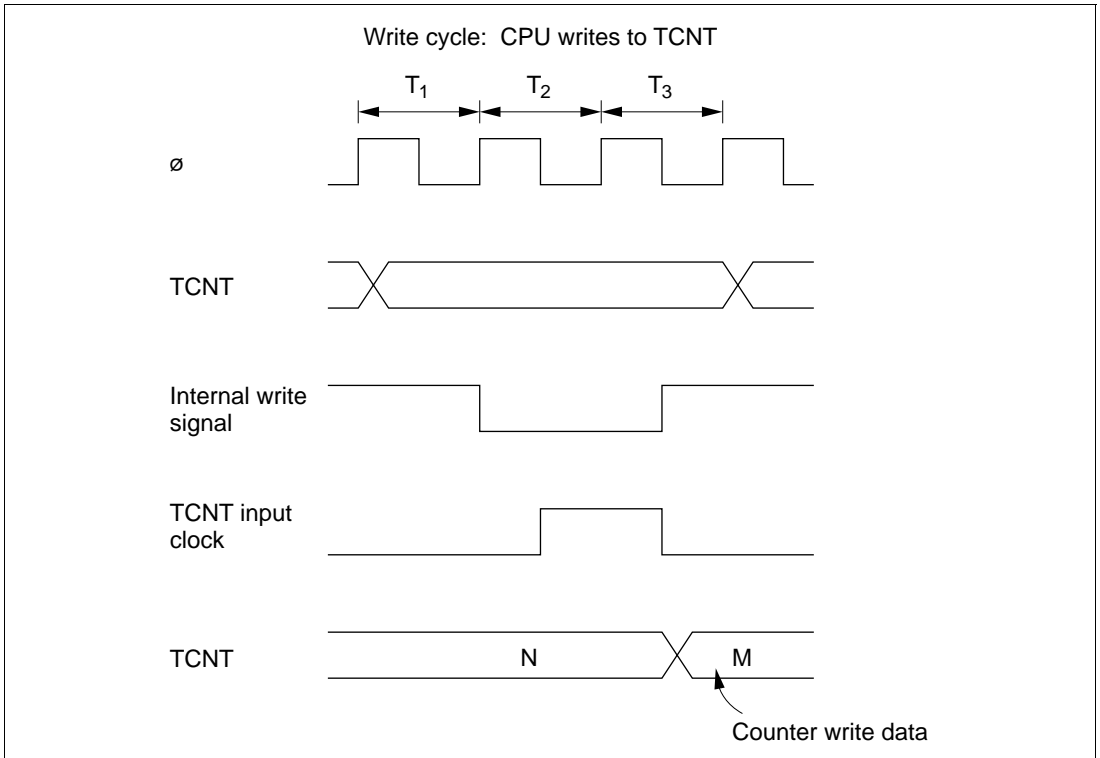 Write cycle: CPU writes to TCNT
T1 T2 T3
ø
TCNT
Internal write
signal
TCNT input
clock
TCNT N M
Counter write data